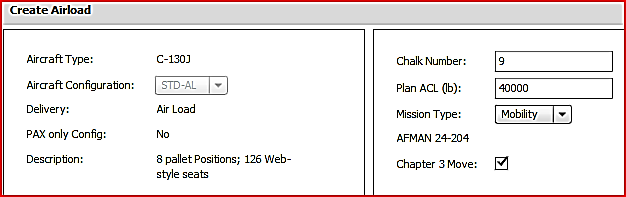 Create Airload
Aircraft Type: C-130J
Aircraft Configuration: STD-AL
Delivery: Air Load
PAX only Config: No
Description: 8 pallet Positions; 126 Web-
style seats
Chalk Number: 9
Plan ACL (lb): 40000
Mission Type: Mobility
AFMAN 24-204
Chapter 3 Move: